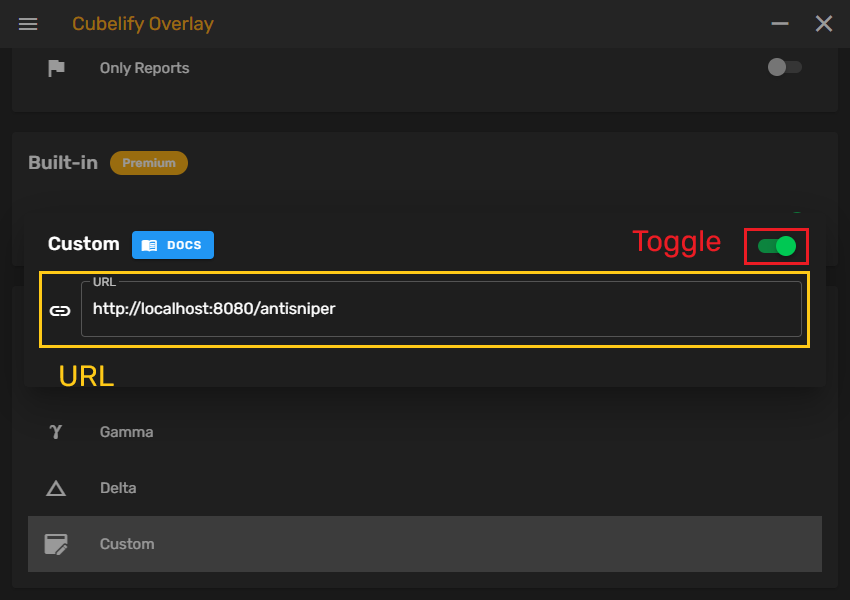 Cubelify Overlay
Only Reports
Built-in Premium
Custom DOCS Toggle
URL
http://localhost:8080/antisniper
URL
γ Gamma
Delta
Custom